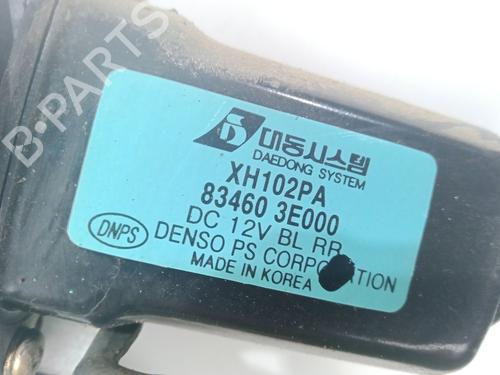 대동시스템
DAEDONG SYSTEM
XH102PA
83460 3E000
DC 12V BL RR
DNPS
DENSO PS CORPORATION
MADE IN KOREA
B-PARTS